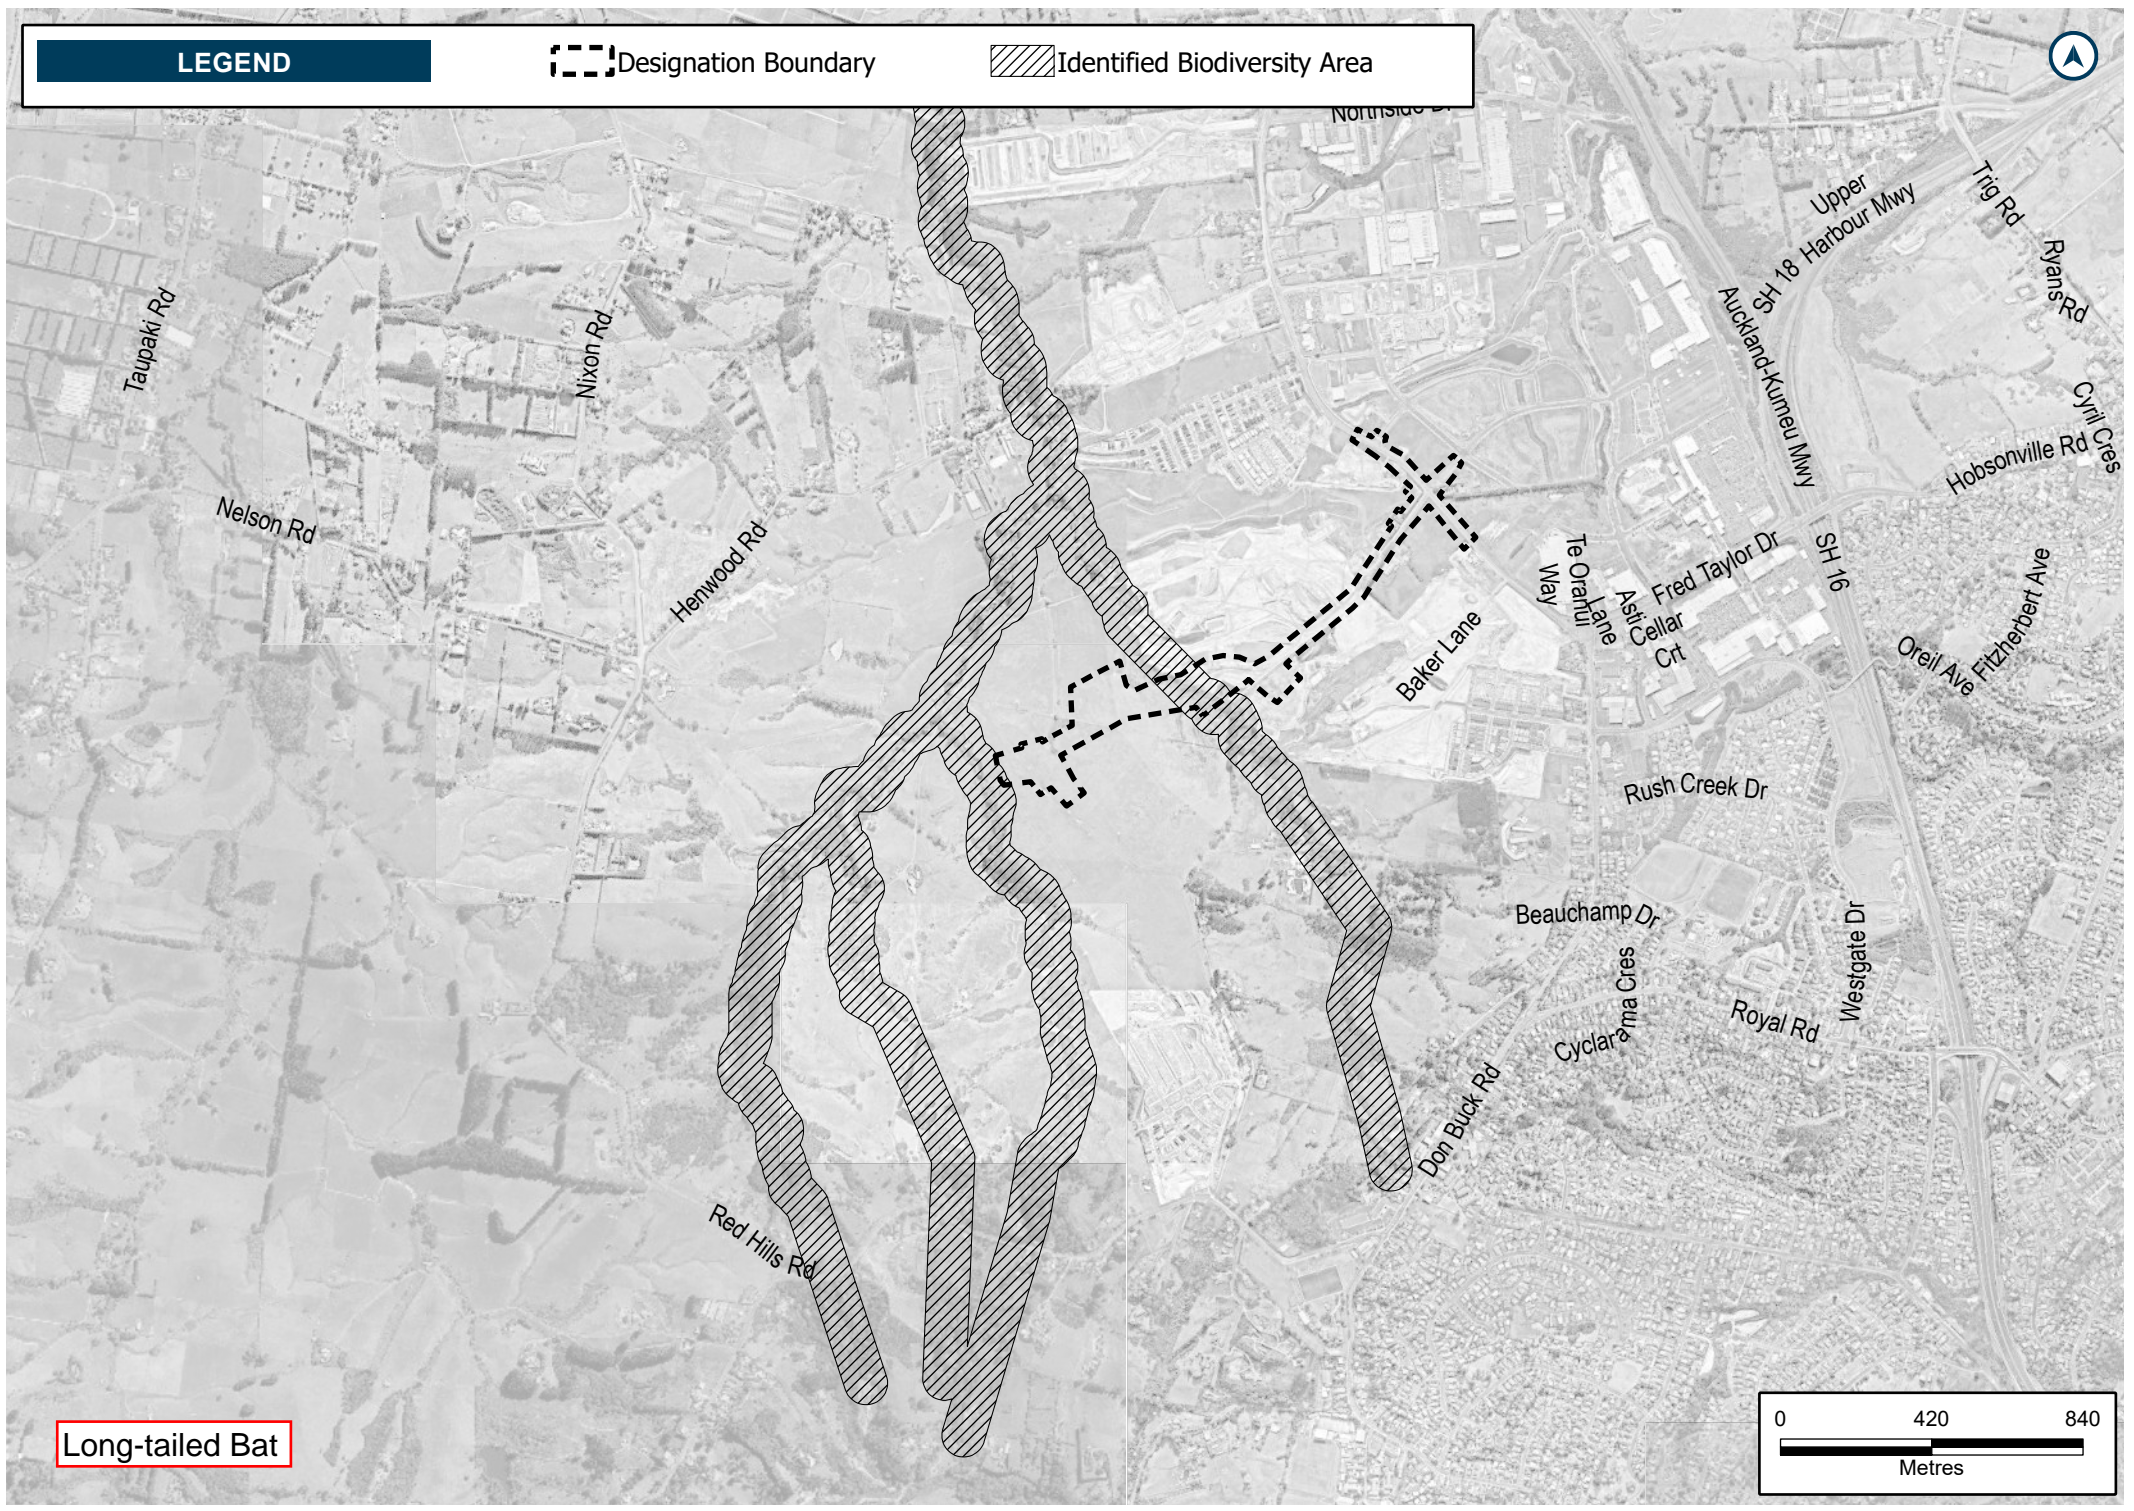 LEGEND
Designation Boundary
Identified Biodiversity Area
Upper
Harbour Mwy
SH 18
Trig Rd
Ryans Rd
Taupaki Rd
Nixon Rd
Auckland-Kumeu Mwy
Cyril Cres
Hobsonville Rd
Nelson Rd
Henwood Rd
Te Oranui
Way
Asti
Lane
Fred Taylor Dr
SH 16
Cellar
Crt
Baker Lane
Oreil Ave
Fitzherbert Ave
Rush Creek Dr
Beauchamp Dr
Westgate Dr
Cyclarama Cres
Royal Rd
Don Buck Rd
Red Hills Rd
Long-tailed Bat
0 420 840
Metres